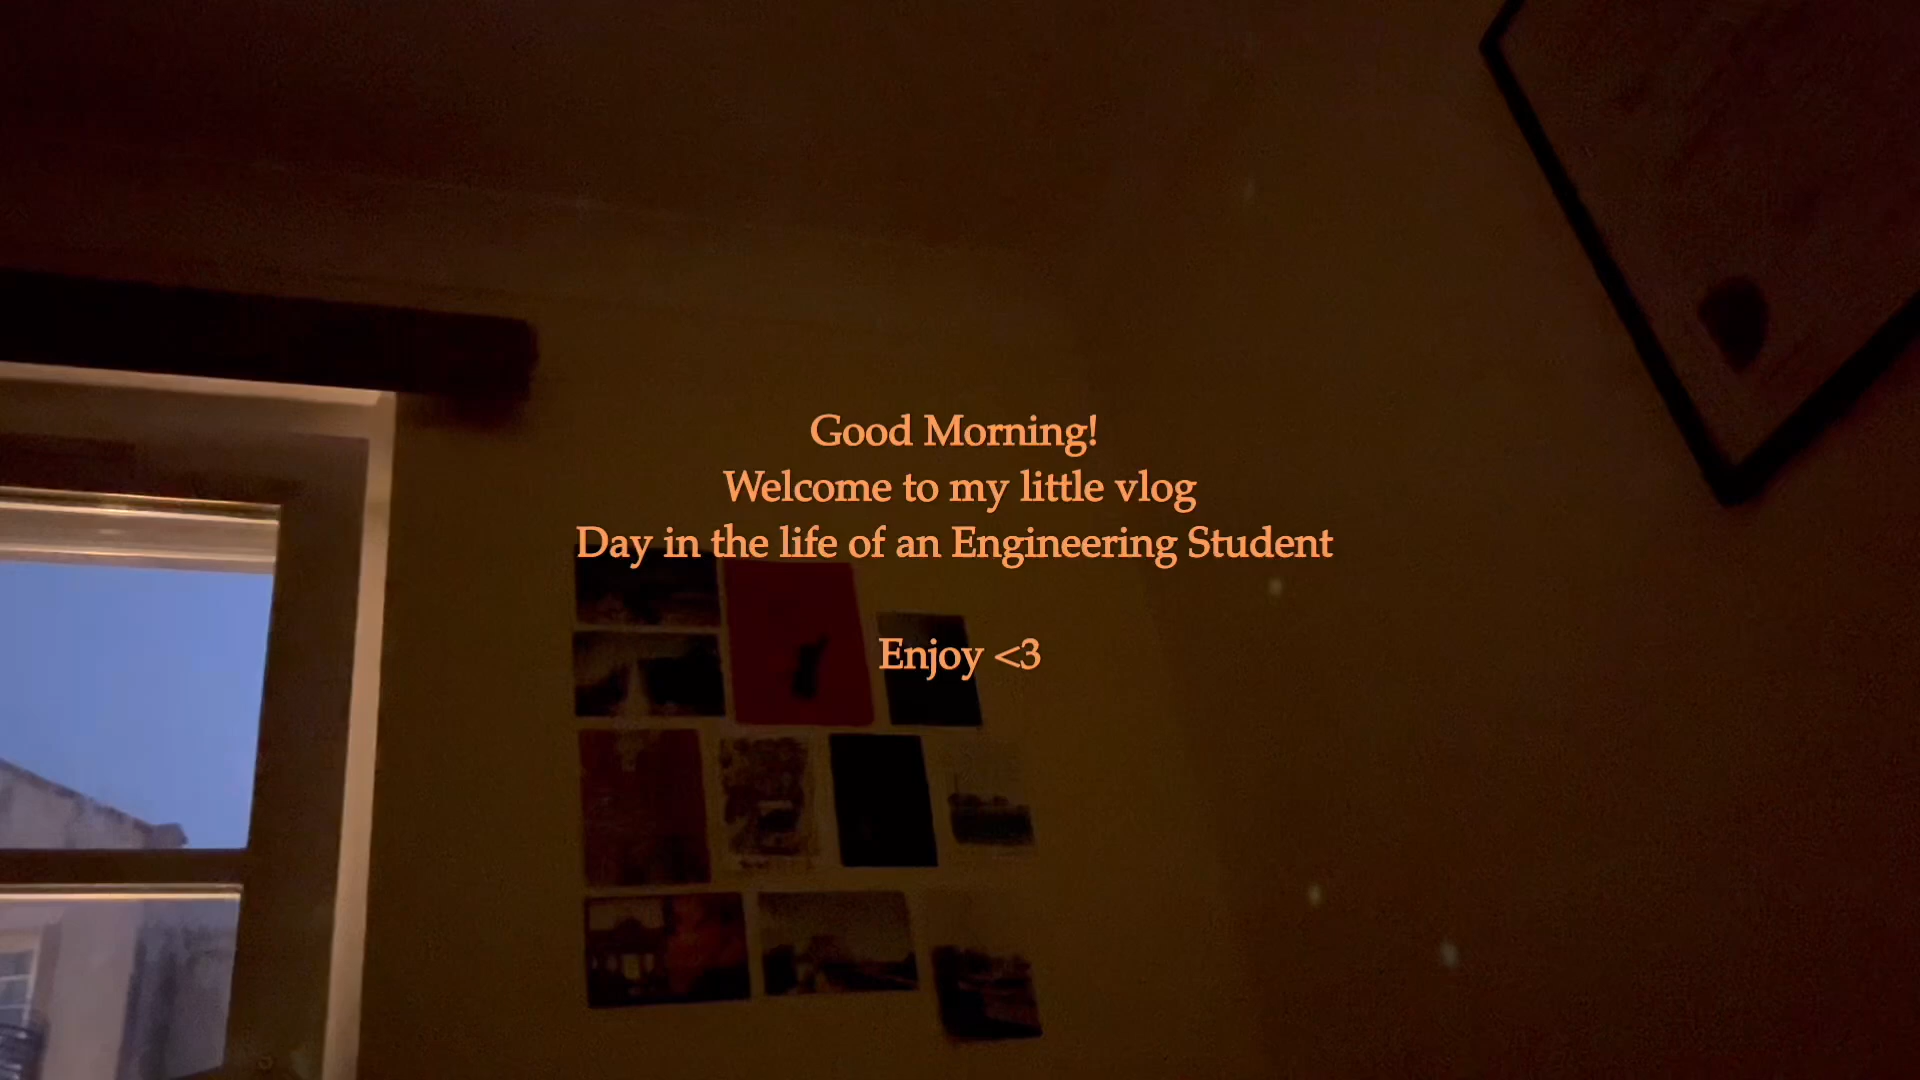 Good Morning!
Welcome to my little vlog
Day in the life of an Engineering Student
Enjoy <3